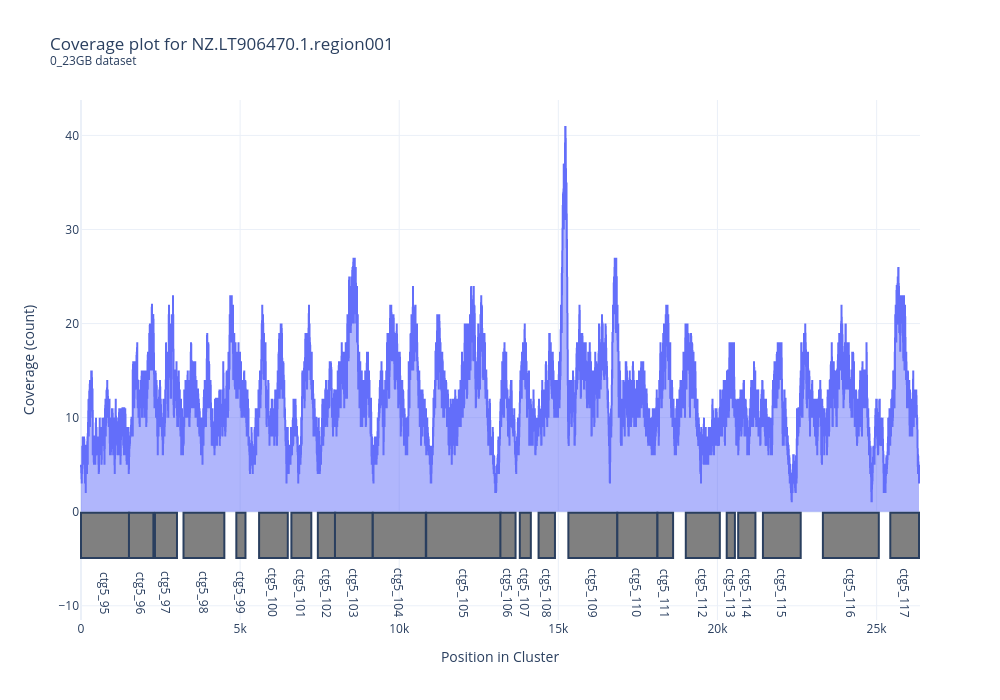 Coverage plot for NZ.LT906470.1.region001
0_23GB dataset
Coverage (count)
40
30
20
10
0
−10
ctg5_95
ctg5_96
ctg5_97
ctg5_98
ctg5_99
ctg5_100
ctg5_101
ctg5_102
ctg5_103
ctg5_104
ctg5_105
ctg5_106
ctg5_107
ctg5_108
ctg5_109
ctg5_110
ctg5_111
ctg5_112
ctg5_113
ctg5_114
ctg5_115
ctg5_116
ctg5_117
0 5k 10k 15k 20k 25k
Position in Cluster